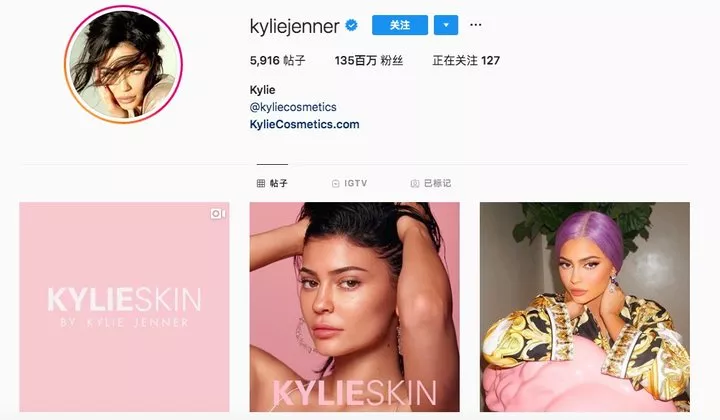 kyliejenner 关注
5,916 帖子 135百万 粉丝 正在关注 127
Kylie
@kyliecosmetics
KylieCosmetics.com
帖子 IGTV 已标记
KYLIESKIN
BY KYLIE JENNER
KYLIESKIN